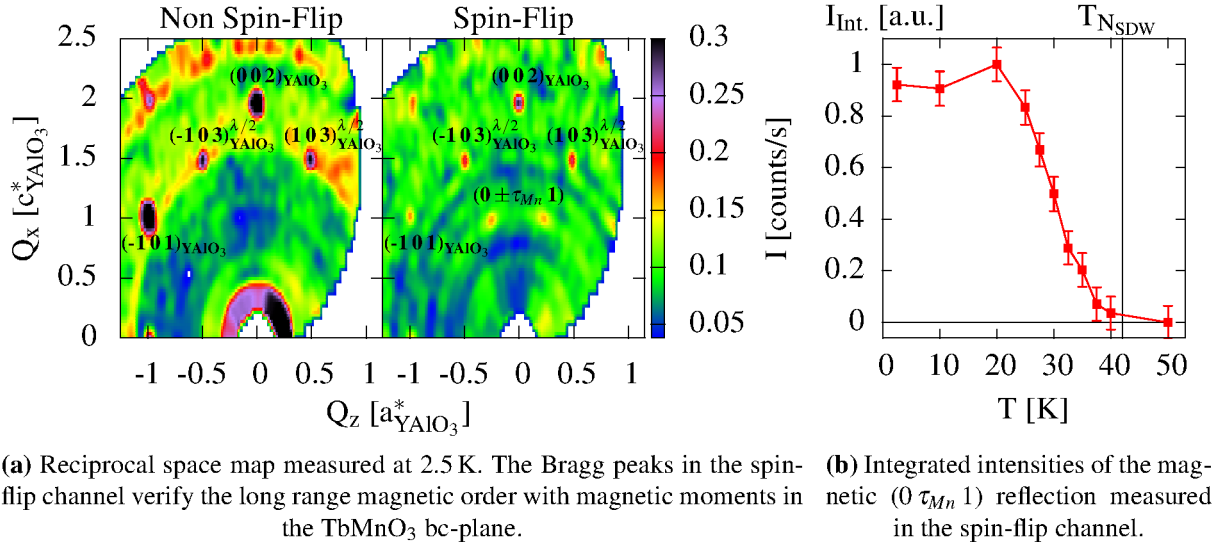 Non Spin-Flip
Spin-Flip
2.5
2
1.5
1
0.5
0
Q_x [c*_YAlO3]
(0 0 2)_YAlO3
(-1 0 3)^λ/2_YAlO3
(1 0 3)^λ/2_YAlO3
(-1 0 1)_YAlO3
(0 0 2)_YAlO3
(-1 0 3)^λ/2_YAlO3
(1 0 3)^λ/2_YAlO3
(0 ± τ_Mn 1)
(-1 0 1)_YAlO3
-1 -0.5 0 0.5 1
-1 -0.5 0 0.5 1
Q_z [a*_YAlO3]
0.3
0.25
0.2
0.15
0.1
0.05
I [counts/s]
I_Int. [a.u.]
T_N_SDW
1
0.8
0.6
0.4
0.2
0
0 10 20 30 40 50
T [K]
(a) Reciprocal space map measured at 2.5 K. The Bragg peaks in the spin-
flip channel verify the long range magnetic order with magnetic moments in
the TbMnO3 bc-plane.
(b) Integrated intensities of the mag-
netic (0 τ_Mn 1) reflection measured
in the spin-flip channel.